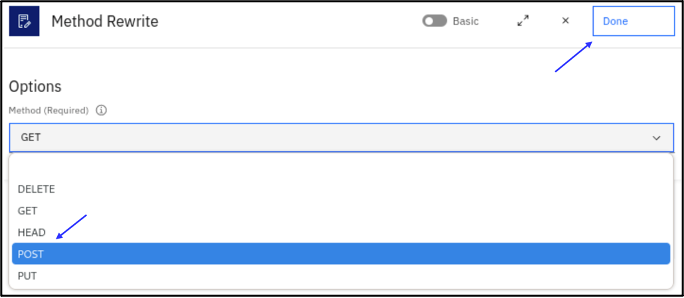 Method Rewrite
Basic
Done
Options
Method (Required)
GET
DELETE
GET
HEAD
POST
PUT